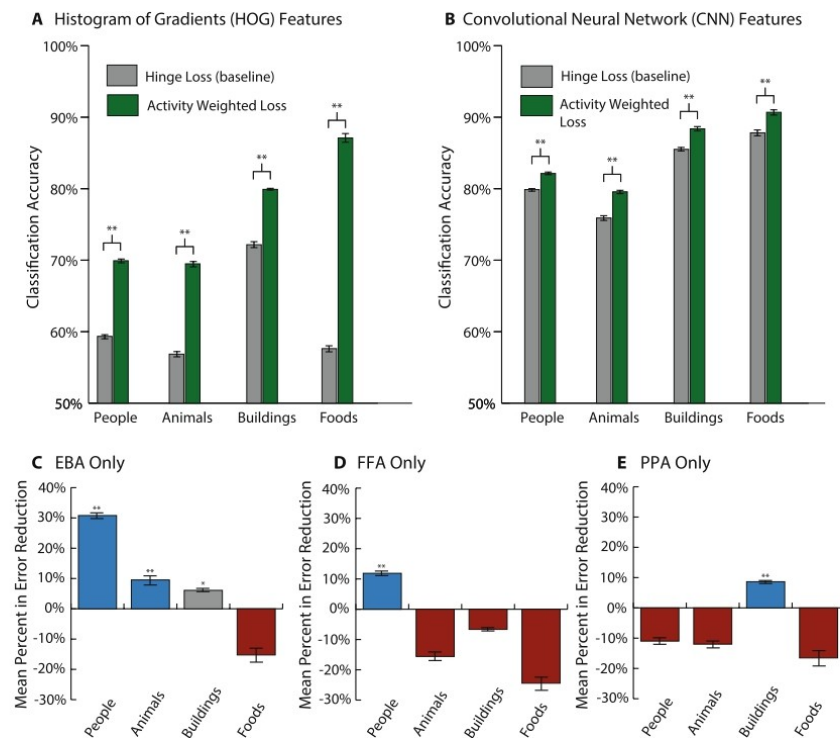 A Histogram of Gradients (HOG) Features
100%
90%
80%
70%
60%
50%
Classification Accuracy
Hinge Loss (baseline)
Activity Weighted Loss
**
**
**
**
People Animals Buildings Foods
B Convolutional Neural Network (CNN) Features
100%
90%
80%
70%
60%
50%
Classification Accuracy
Hinge Loss (baseline)
Activity Weighted
Loss
**
**
**
**
People Animals Buildings Foods
C EBA Only
40%
30%
20%
10%
0%
-10%
-20%
-30%
Mean Percent in Error Reduction
**
**
*
People Animals Buildings Foods
D FFA Only
40%
30%
20%
10%
0%
-10%
-20%
-30%
Mean Percent in Error Reduction
**
People Animals Buildings Foods
E PPA Only
40%
30%
20%
10%
0%
-10%
-20%
-30%
Mean Percent in Error Reduction
**
People Animals Buildings Foods